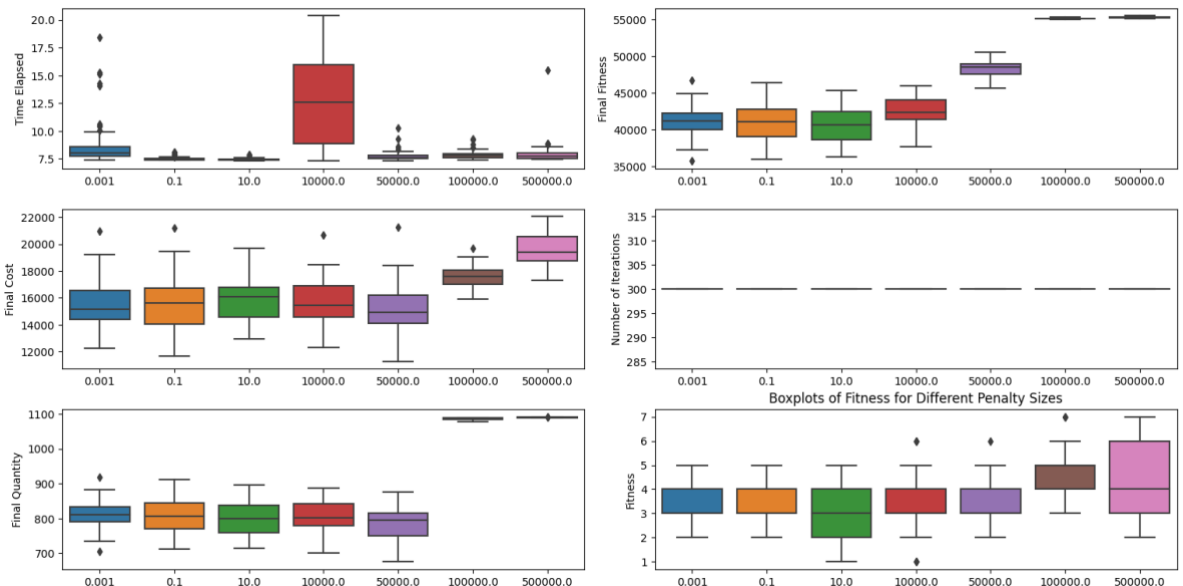 Time Elapsed
20.0
17.5
15.0
12.5
10.0
7.5
0.001 0.1 10.0 10000.0 50000.0 100000.0 500000.0
Final Fitness
55000
50000
45000
40000
35000
0.001 0.1 10.0 10000.0 50000.0 100000.0 500000.0
Final Cost
22000
20000
18000
16000
14000
12000
0.001 0.1 10.0 10000.0 50000.0 100000.0 500000.0
Number of Iterations
315
310
305
300
295
290
285
0.001 0.1 10.0 10000.0 50000.0 100000.0 500000.0
Final Quantity
1100
1000
900
800
700
0.001 0.1 10.0 10000.0 50000.0 100000.0 500000.0
Boxplots of Fitness for Different Penalty Sizes
Fitness
7
6
5
4
3
2
1
0.001 0.1 10.0 10000.0 50000.0 100000.0 500000.0